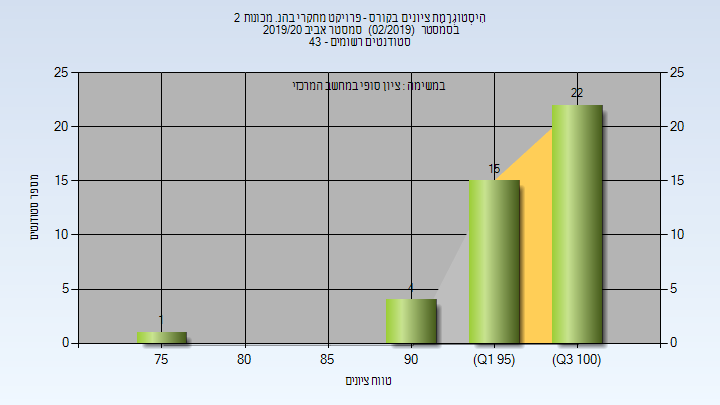 היסטוגרמת ציונים בקורס - פרויקט מחקרי בהנ. מכונות 2
בסמסטר (02/2019) סמסטר אביב 2019/20
סטודנטים רשומים - 43
במשימה : ציון סופי במחשב המרכזי
25 25
22
20 20
15
15 15
10 10
4
5 5
1
0 0
75 80 85 90 (Q1 95) (Q3 100)
טווח ציונים
מספר סטודנטים